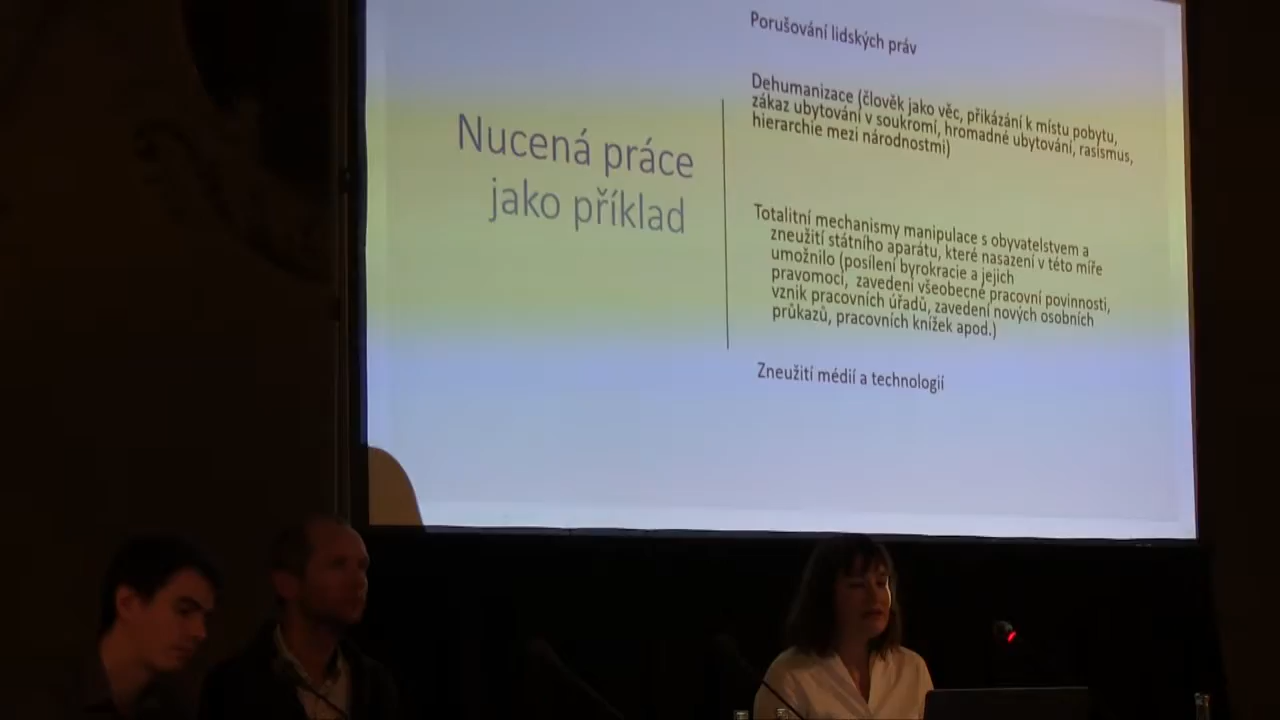 Nucená práce
jako příklad
Porušování lidských práv
Dehumanizace (člověk jako věc, přikázání k místu pobytu,
zákaz ubytování v soukromí, hromadné ubytování, rasismus,
hierarchie mezi národnostmi)
Totalitní mechanismy manipulace s obyvatelstvem a
zneužití státního aparátu, které nasazení v této míře
umožnilo (posílení byrokracie a jejich
pravomocí, zavedení všeobecné pracovní povinnosti,
vznik pracovních úřadů, zavedení nových osobních
průkazů, pracovních knížek apod.)
Zneužití médií a technologií